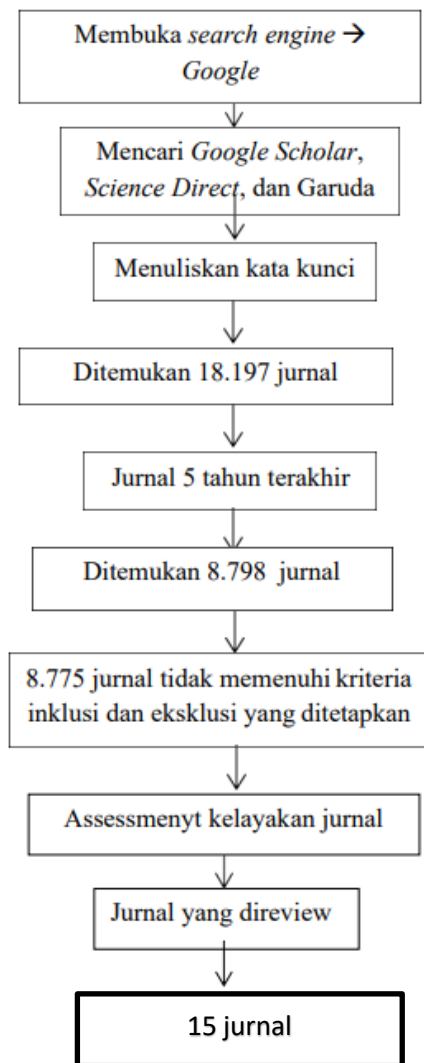 Membuka search engine →
Google
Mencari Google Scholar,
Science Direct, dan Garuda
Menuliskan kata kunci
Ditemukan 18.197 jurnal
Jurnal 5 tahun terakhir
Ditemukan 8.798 jurnal
8.775 jurnal tidak memenuhi kriteria
inklusi dan eksklusi yang ditetapkan
Assessmenyt kelayakan jurnal
Jurnal yang direview
15 jurnal